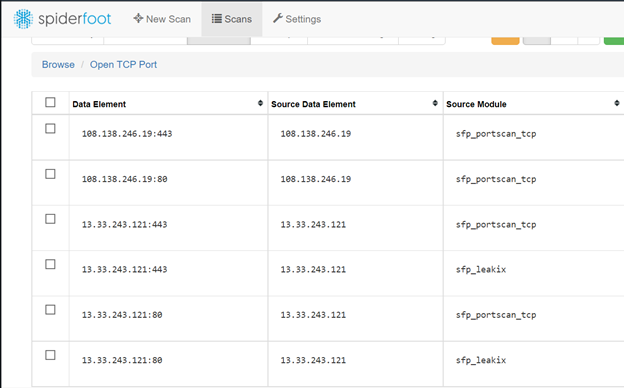 spiderfoot New Scan Scans Settings
Browse / Open TCP Port
Data Element Source Data Element Source Module
108.138.246.19:443 108.138.246.19 sfp_portscan_tcp
108.138.246.19:80 108.138.246.19 sfp_portscan_tcp
13.33.243.121:443 13.33.243.121 sfp_portscan_tcp
13.33.243.121:443 13.33.243.121 sfp_leakix
13.33.243.121:80 13.33.243.121 sfp_portscan_tcp
13.33.243.121:80 13.33.243.121 sfp_leakix